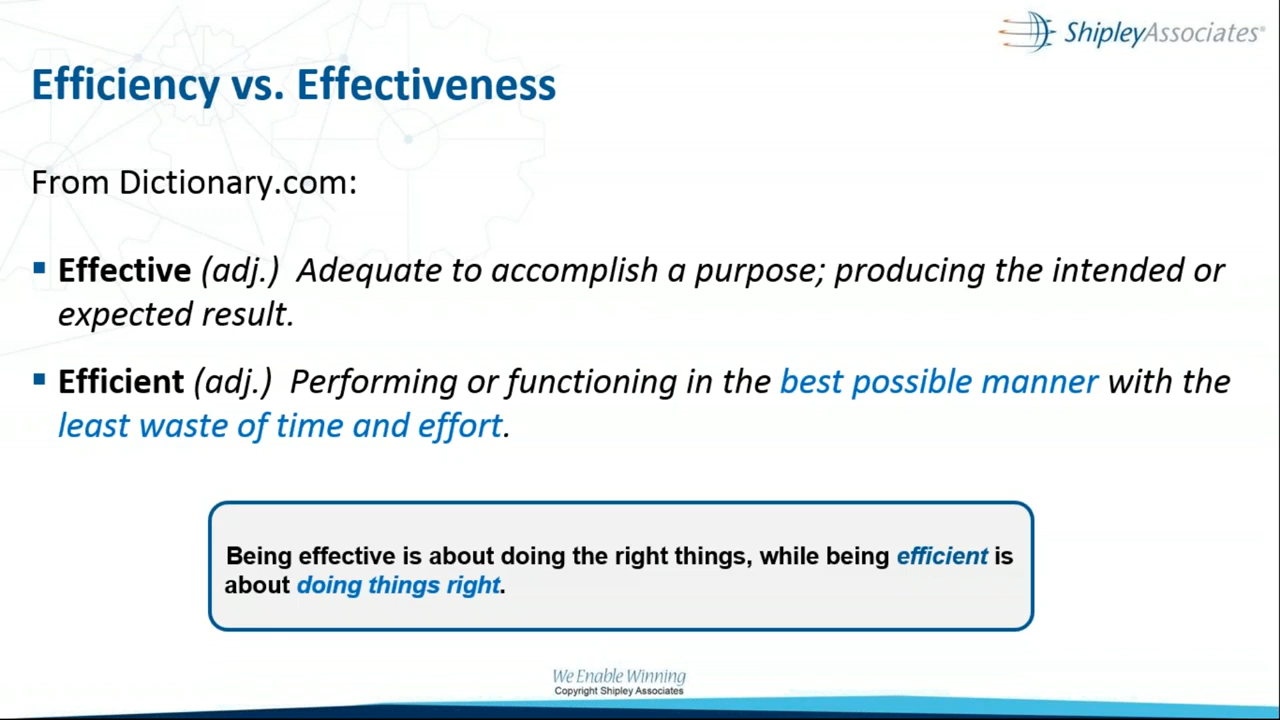 ShipleyAssociates®
Efficiency vs. Effectiveness
From Dictionary.com:
▪ Effective (adj.) Adequate to accomplish a purpose; producing the intended or
expected result.
▪ Efficient (adj.) Performing or functioning in the best possible manner with the
least waste of time and effort.
Being effective is about doing the right things, while being efficient is
about doing things right.
We Enable Winning
Copyright Shipley Associates